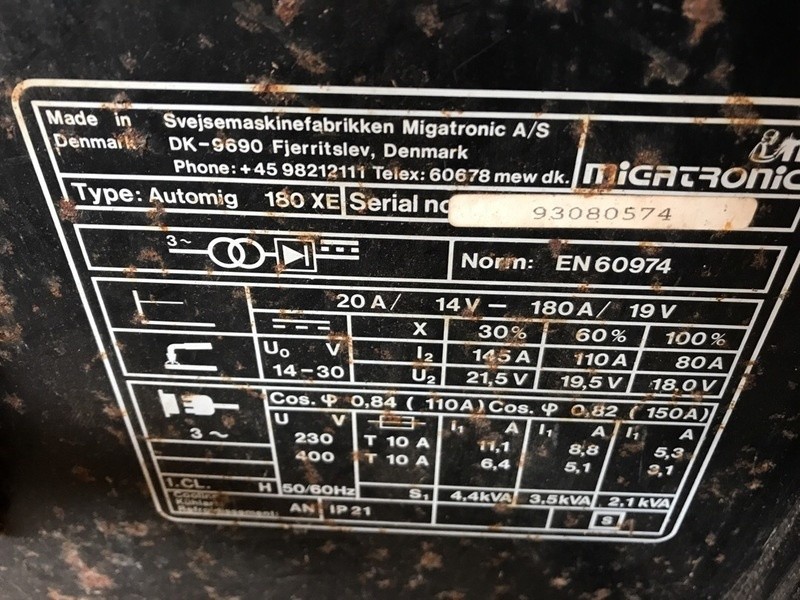 Made in Svejsemaskinefabrikken Migatronic A/S
Denmark DK-9690 Fjerritslev, Denmark
Phone: +45 98212111 Telex: 60678 mew dk.
MIGATRONIC
Type: Automig 180 XE Serial no 93080574
3~ Norm: EN 60974
20 A/ 14 V – 180 A/ 19 V
X 30% 60% 100%
U₀ V I₂ 145 A 110 A 80 A
14-30 U₂ 21,5 V 19,5 V 18.0 V
Cos. φ 0,84 ( 110A) Cos. φ 0,82 ( 150A)
3 ~ U V I₁ A I₁ A I₁ A
230 T 10 A 11,1 8,8 5,3
400 T 10 A 6,4 5,1 3,1
I.CL. H 50/60Hz S₁ 4,4kVA 3,5kVA 2,1 kVA
AN IP 21 S